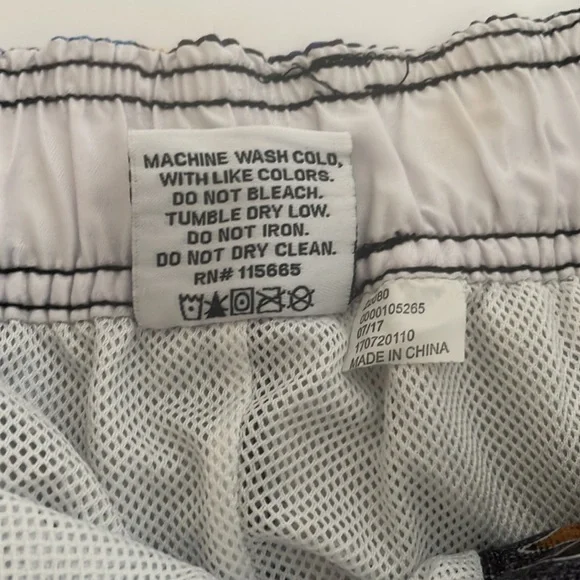 MACHINE WASH COLD,
WITH LIKE COLORS.
DO NOT BLEACH.
TUMBLE DRY LOW.
DO NOT IRON.
DO NOT DRY CLEAN.
RN# 115665
0000105265
07/17
170720110
MADE IN CHINA